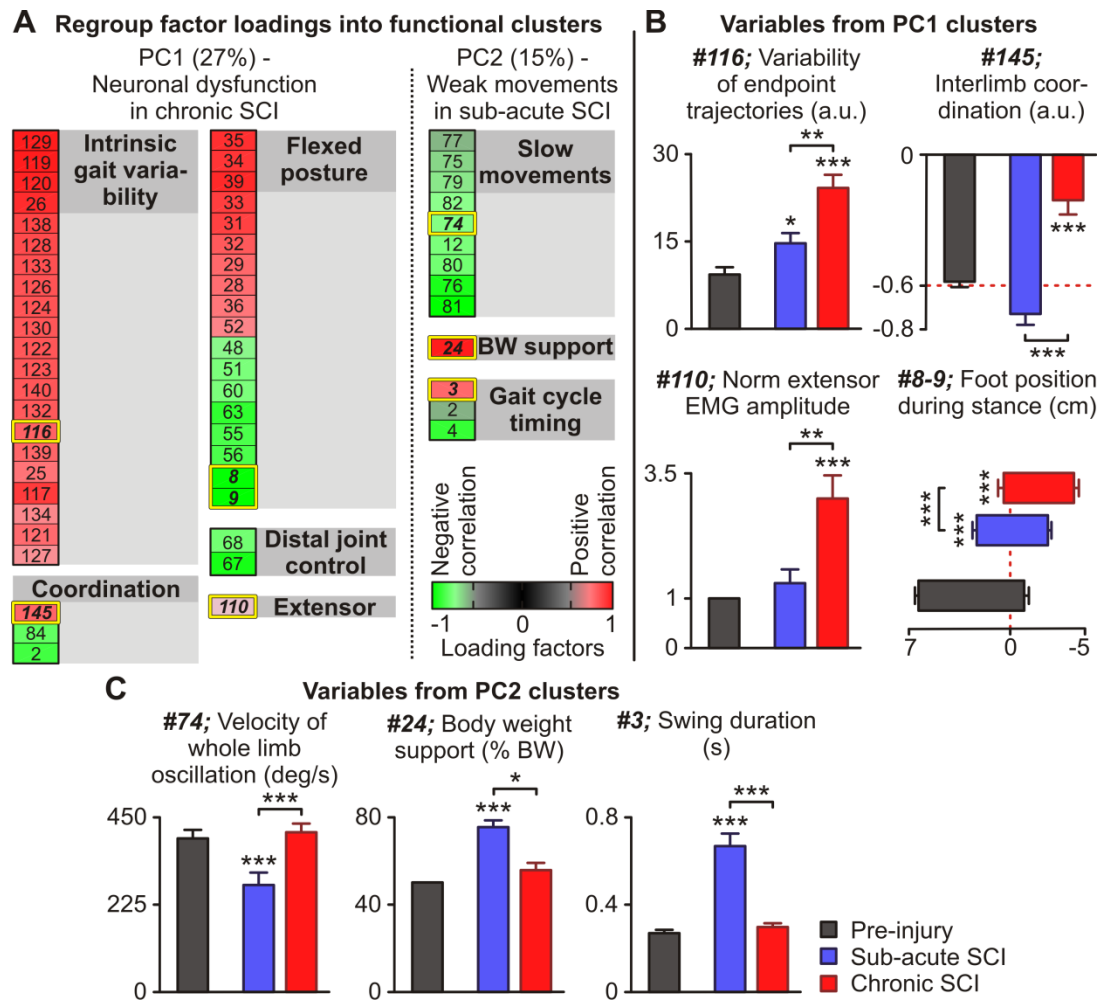 A Regroup factor loadings into functional clusters
PC1 (27%) -
Neuronal dysfunction
in chronic SCI
129
119
120
26
138
128
133
126
124
130
122
123
140
132
116
139
25
117
134
121
127
Intrinsic
gait varia-
bility
Coordination
145
84
2
35
34
39
33
31
32
29
28
36
52
48
51
60
63
55
56
8
9
Flexed
posture
68
67
Distal joint
control
110
Extensor
PC2 (15%) -
Weak movements
in sub-acute SCI
77
75
79
82
74
12
80
76
81
Slow
movements
24
BW support
3
2
4
Gait cycle
timing
Negative
correlation
Positive
correlation
-1 0 1
Loading factors
B Variables from PC1 clusters
#116; Variability
of endpoint
trajectories (a.u.)
30
15
0
*
**
***
#145;
Interlimb coor-
dination (a.u.)
0
-0.6
-0.8
***
***
#110; Norm extensor
EMG amplitude
3.5
1
0
**
***
#8-9; Foot position
during stance (cm)
***
***
***
7 0 -5
C Variables from PC2 clusters
#74; Velocity of
whole limb
oscillation (deg/s)
450
225
0
***
***
#24; Body weight
support (% BW)
80
40
0
***
*
#3; Swing duration
(s)
0.8
0.4
0
***
***
Pre-injury
Sub-acute SCI
Chronic SCI